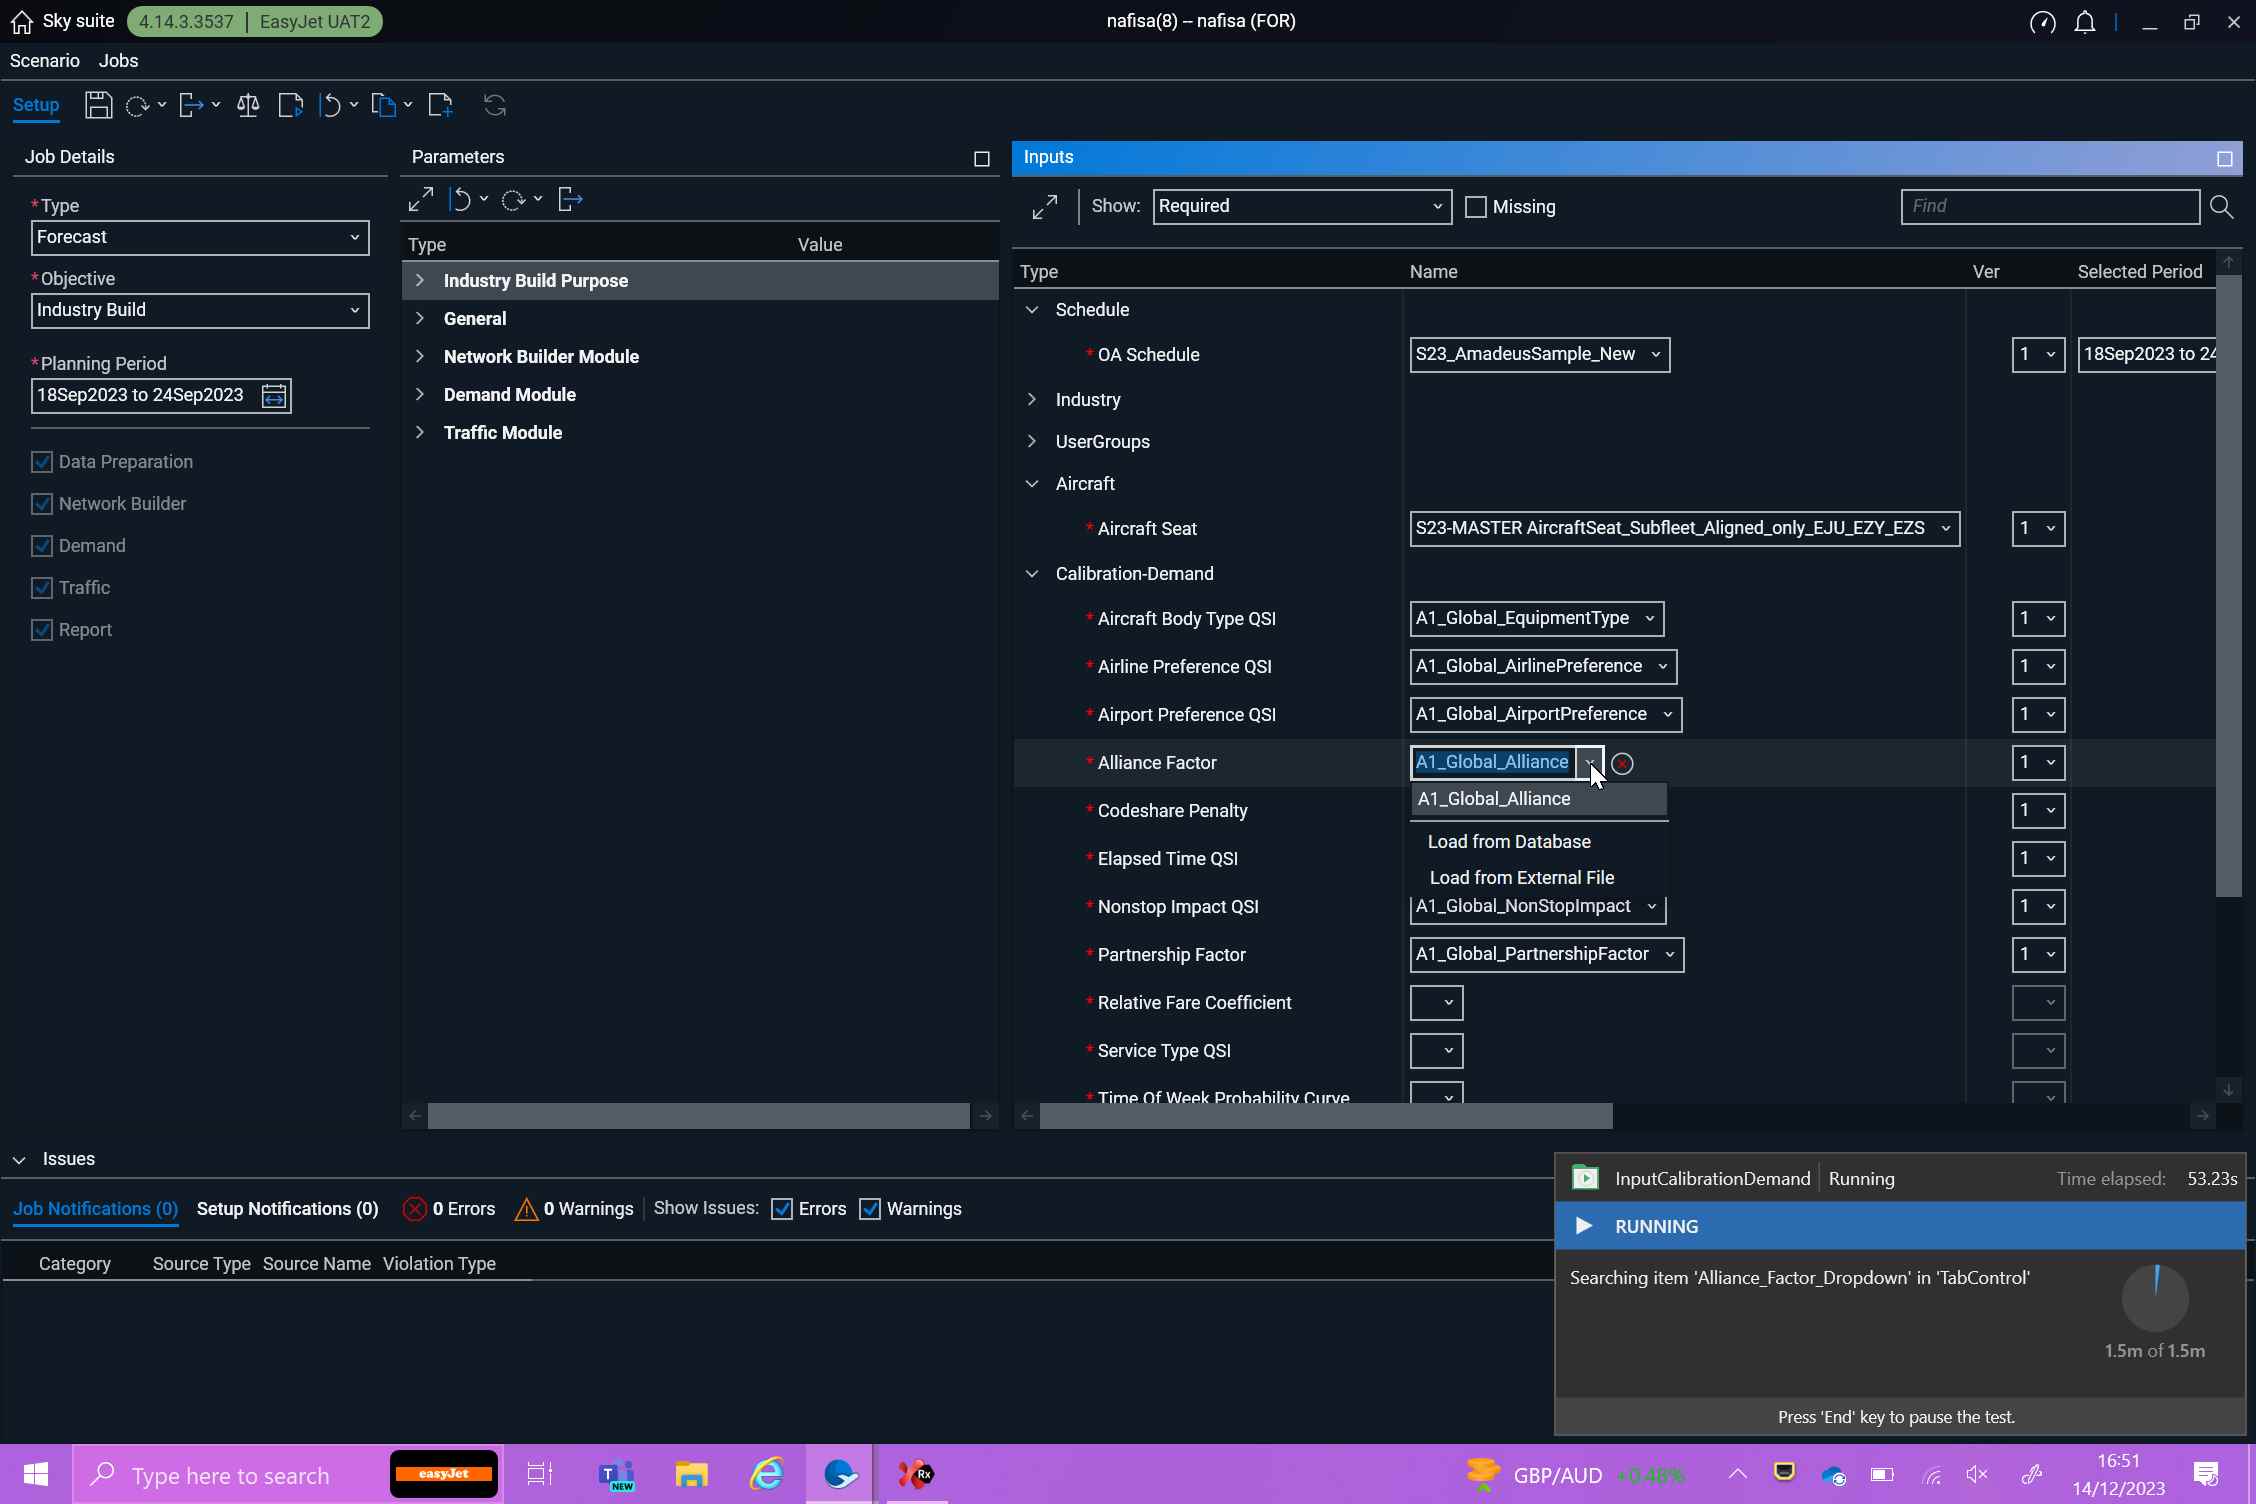 Sky suite 4.14.3.3537 | EasyJet UAT2
nafisa(8) – nafisa (FOR)
Scenario Jobs
Setup
Job Details
*Type
Forecast
*Objective
Industry Build
*Planning Period
18Sep2023 to 24Sep2023
Data Preparation
Network Builder
Demand
Traffic
Report
Parameters
Type Value
Industry Build Purpose
General
Network Builder Module
Demand Module
Traffic Module
Inputs
Show: Required Missing Find
Type Name Ver Selected Period
Schedule
* OA Schedule S23_AmadeusSample_New 1 18Sep2023 to 24
Industry
UserGroups
Aircraft
* Aircraft Seat S23-MASTER AircraftSeat_Subfleet_Aligned_only_EJU_EZY_EZS 1
Calibration-Demand
* Aircraft Body Type QSI A1_Global_EquipmentType 1
* Airline Preference QSI A1_Global_AirlinePreference 1
* Airport Preference QSI A1_Global_AirportPreference 1
* Alliance Factor A1_Global_Alliance 1
A1_Global_Alliance
* Codeshare Penalty 1
Load from Database
* Elapsed Time QSI 1
Load from External File
* Nonstop Impact QSI A1_Global_NonStopImpact 1
* Partnership Factor A1_Global_PartnershipFactor 1
* Relative Fare Coefficient
* Service Type QSI
* Time Of Week Probability Curve
Issues
Job Notifications (0) Setup Notifications (0) 0 Errors 0 Warnings Show Issues: Errors Warnings
Category Source Type Source Name Violation Type
InputCalibrationDemand Running Time elapsed: 53.23s
RUNNING
Searching item 'Alliance_Factor_Dropdown' in 'TabControl'
1.5m of 1.5m
Press 'End' key to pause the test.
Type here to search
easyJet
T
NEW
Rx
GBP/AUD +0.48%
16:51
14/12/2023